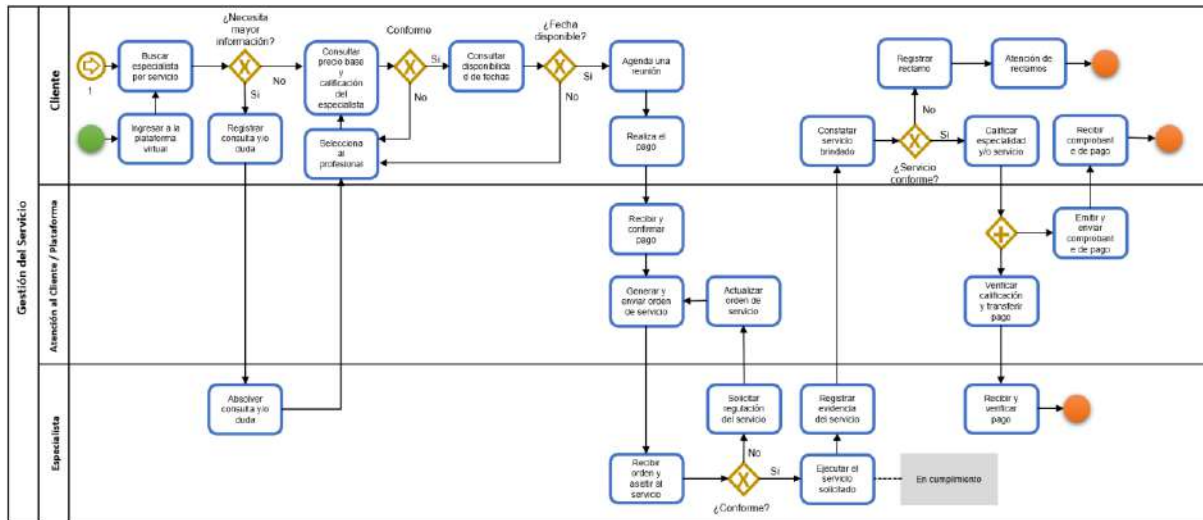 Gestión del Servicio
Cliente
1
Buscar
especialista
por servicio
Ingresar a la
plataforma
virtual
¿Necesita
mayor
información?
No
Si
Registrar
consulta y/o
duda
Consultar
precio base
y
calificación
del
especialista
Selecciona
al
profesional
Conforme
Si
No
Consultar
disponibilida
d de fechas
¿Fecha
disponible?
Si
No
Agenda una
reunión
Realiza el
pago
Constatar
servicio
brindado
Registrar
reclamo
Atención de
reclamos
No
Si
¿Servicio
conforme?
Calificar
especialidad
y/o servicio
Recibir
comprobant
e de pago
Atención al Cliente / Plataforma
Recibir y
confirmar
pago
Generar y
enviar orden
de servicio
Actualizar
orden de
servicio
Emitir y
enviar
comprobant
e de pago
Verificar
calificación
y transferir
pago
Especialista
Absolver
consulta y/o
duda
Recibir
orden y
asistir al
servicio
Solicitar
regulación
del servicio
No
Si
¿Conforme?
Registrar
evidencia
del servicio
Ejecutar el
servicio
solicitado
En cumplimiento
Recibir y
verificar
pago